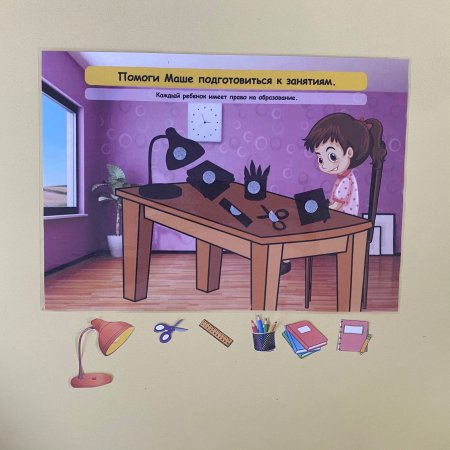 Помоги Маше подготовиться к занятиям.
Каждый ребенок имеет право на образование.